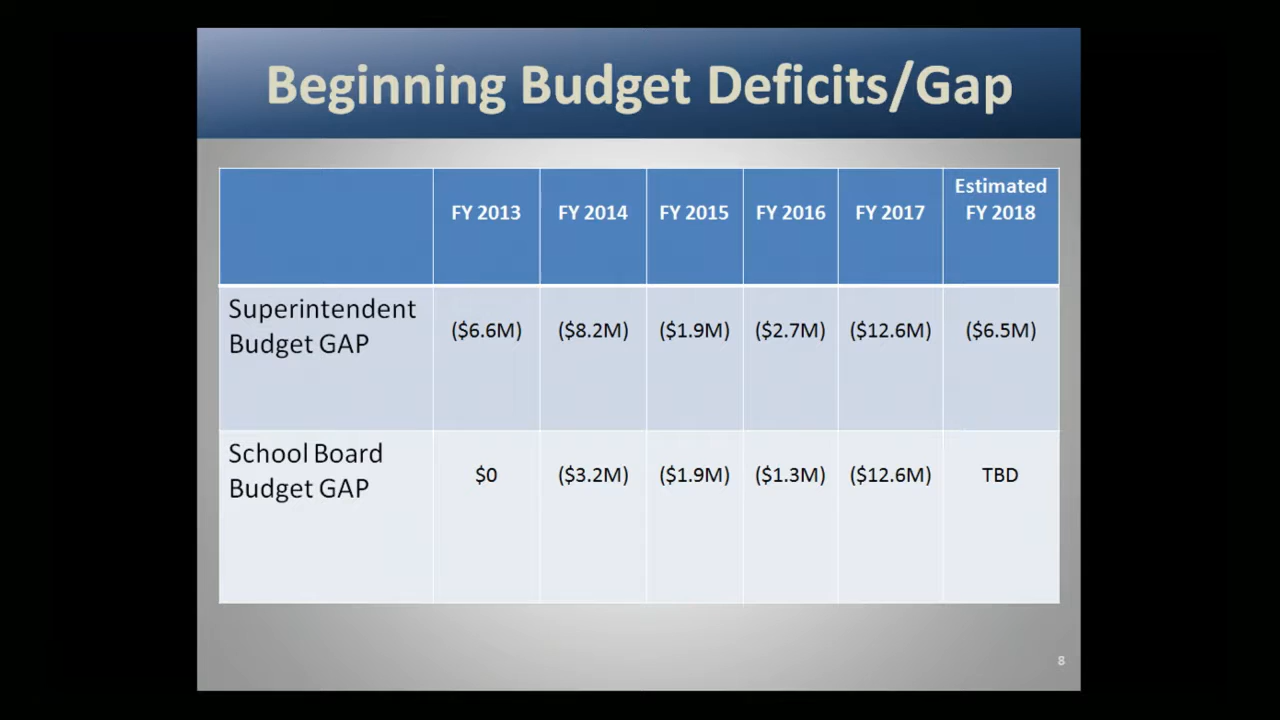 Beginning Budget Deficits/Gap
FY 2013 FY 2014 FY 2015 FY 2016 FY 2017 Estimated FY 2018
Superintendent Budget GAP ($6.6M) ($8.2M) ($1.9M) ($2.7M) ($12.6M) ($6.5M)
School Board Budget GAP $0 ($3.2M) ($1.9M) ($1.3M) ($12.6M) TBD
8